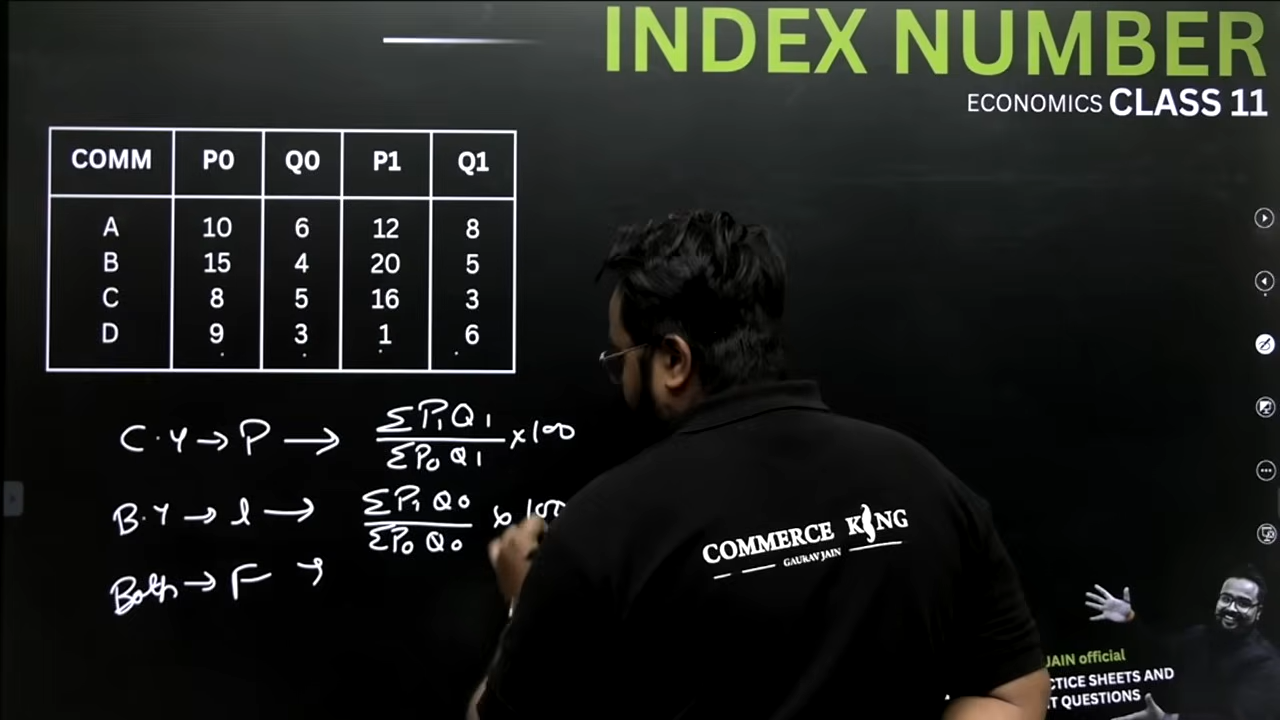 INDEX NUMBER
ECONOMICS CLASS 11
COMM P0 Q0 P1 Q1
A 10 6 12 8
B 15 4 20 5
C 8 5 16 3
D 9 3 1 6
C.Y → P → ΣP₁Q₁ / ΣP₀Q₁ × 100
B.Y → l → ΣP₁Q₀ / ΣP₀Q₀ × 100
Both → F →
COMMERCE KING
GAURAV JAIN
JAIN official
CTICE SHEETS AND
T QUESTIONS